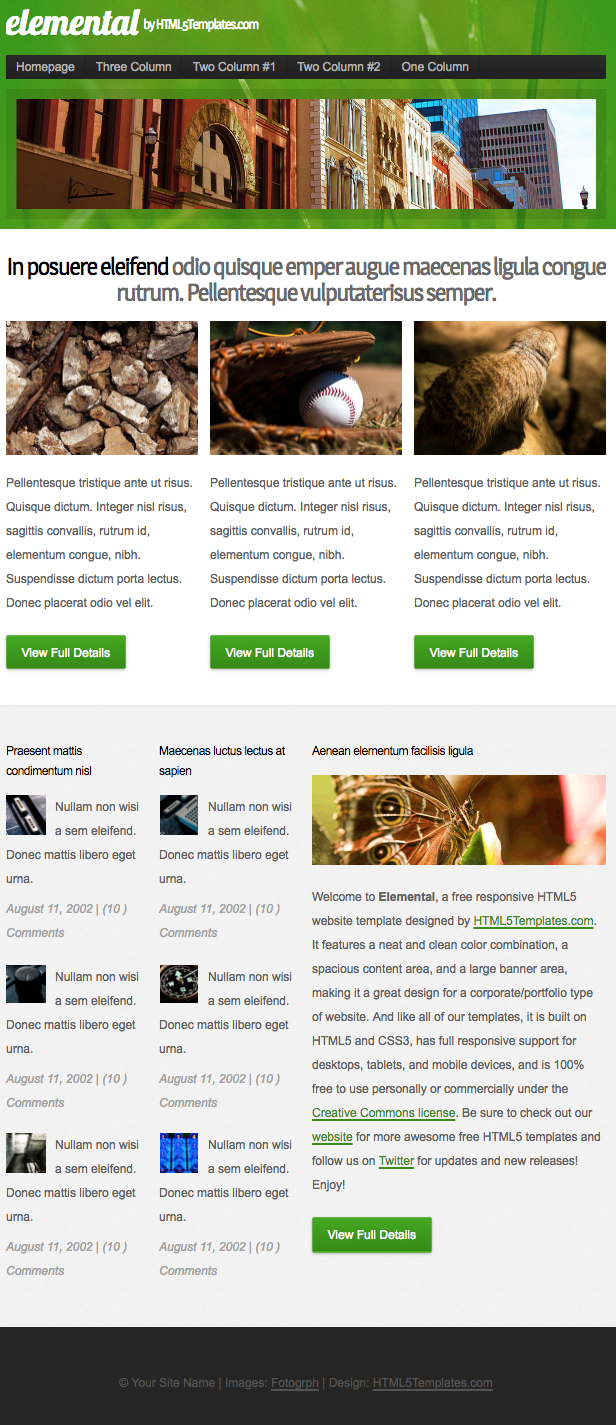 elemental by HTML5Templates.com
Homepage Three Column Two Column #1 Two Column #2 One Column
In posuere eleifend odio quisque emper augue maecenas ligula congue
rutrum. Pellentesque vulputaterisus semper.
Pellentesque tristique ante ut risus.
Quisque dictum. Integer nisl risus,
sagittis convallis, rutrum id,
elementum congue, nibh.
Suspendisse dictum porta lectus.
Donec placerat odio vel elit.
View Full Details
Pellentesque tristique ante ut risus.
Quisque dictum. Integer nisl risus,
sagittis convallis, rutrum id,
elementum congue, nibh.
Suspendisse dictum porta lectus.
Donec placerat odio vel elit.
View Full Details
Pellentesque tristique ante ut risus.
Quisque dictum. Integer nisl risus,
sagittis convallis, rutrum id,
elementum congue, nibh.
Suspendisse dictum porta lectus.
Donec placerat odio vel elit.
View Full Details
Praesent mattis
condimentum nisl
Nullam non wisi
a sem eleifend.
Donec mattis libero eget
urna.
August 11, 2002 | (10 )
Comments
Nullam non wisi
a sem eleifend.
Donec mattis libero eget
urna.
August 11, 2002 | (10 )
Comments
Nullam non wisi
a sem eleifend.
Donec mattis libero eget
urna.
August 11, 2002 | (10 )
Comments
Maecenas luctus lectus at
sapien
Nullam non wisi
a sem eleifend.
Donec mattis libero eget
urna.
August 11, 2002 | (10 )
Comments
Nullam non wisi
a sem eleifend.
Donec mattis libero eget
urna.
August 11, 2002 | (10 )
Comments
Nullam non wisi
a sem eleifend.
Donec mattis libero eget
urna.
August 11, 2002 | (10 )
Comments
Aenean elementum facilisis ligula
Welcome to Elemental, a free responsive HTML5
website template designed by HTML5Templates.com.
It features a neat and clean color combination, a
spacious content area, and a large banner area,
making it a great design for a corporate/portfolio type
of website. And like all of our templates, it is built on
HTML5 and CSS3, has full responsive support for
desktops, tablets, and mobile devices, and is 100%
free to use personally or commercially under the
Creative Commons license. Be sure to check out our
website for more awesome free HTML5 templates and
follow us on Twitter for updates and new releases!
Enjoy!
View Full Details
© Your Site Name | Images: Fotogrph | Design: HTML5Templates.com